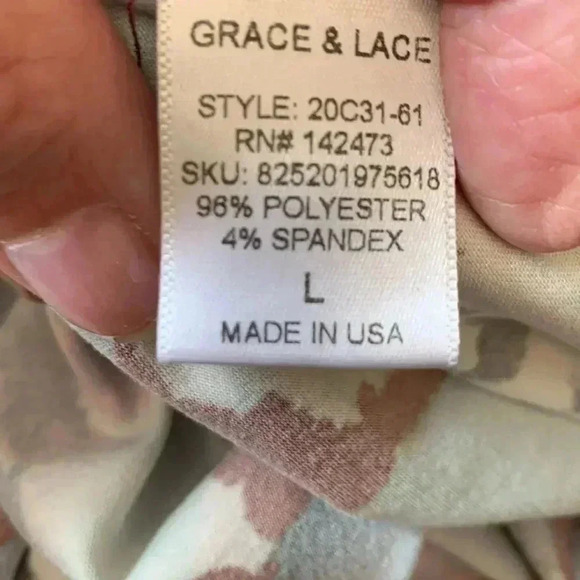 GRACE & LACE
STYLE: 20C31-61
RN# 142473
SKU: 825201975618
96% POLYESTER
4% SPANDEX
L
MADE IN USA